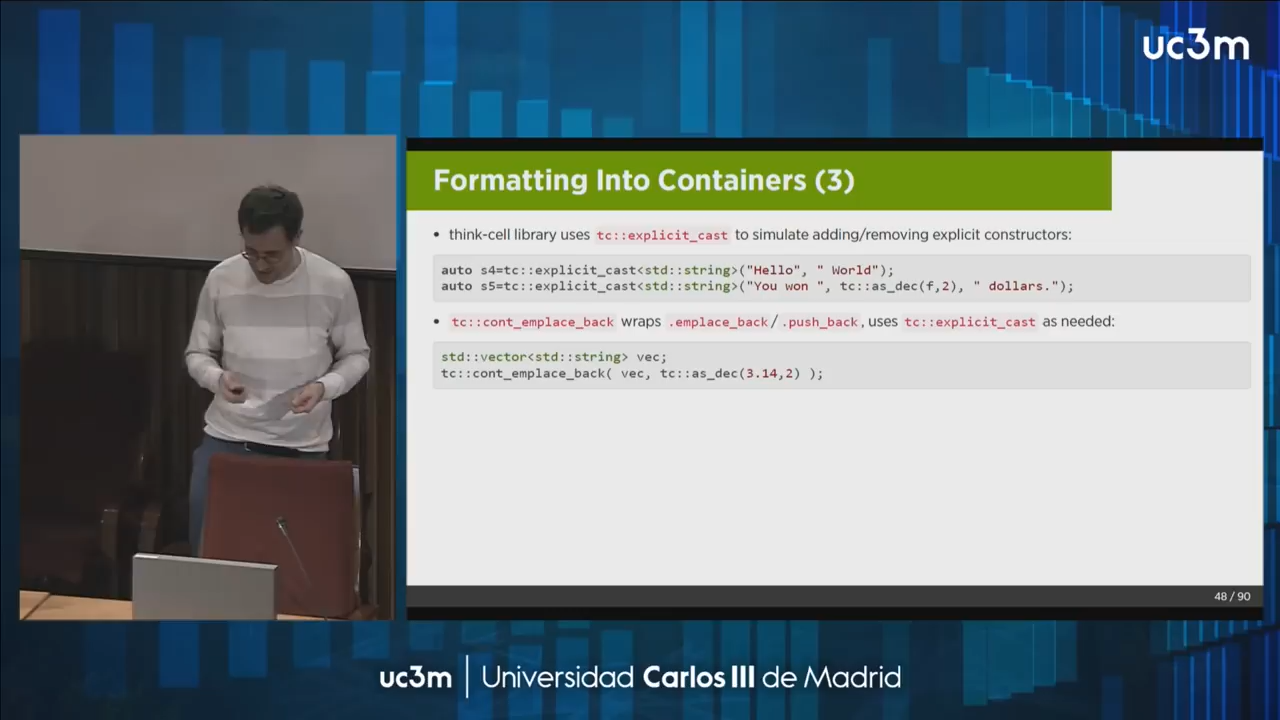 uc3m
Formatting Into Containers (3)
• think-cell library uses tc::explicit_cast to simulate adding/removing explicit constructors:
auto s4=tc::explicit_cast<std::string>("Hello", " World");
auto s5=tc::explicit_cast<std::string>("You won ", tc::as_dec(f,2), " dollars.");
• tc::cont_emplace_back wraps .emplace_back/.push_back, uses tc::explicit_cast as needed:
std::vector<std::string> vec;
tc::cont_emplace_back( vec, tc::as_dec(3.14,2) );
48 / 90
uc3m | Universidad Carlos III de Madrid